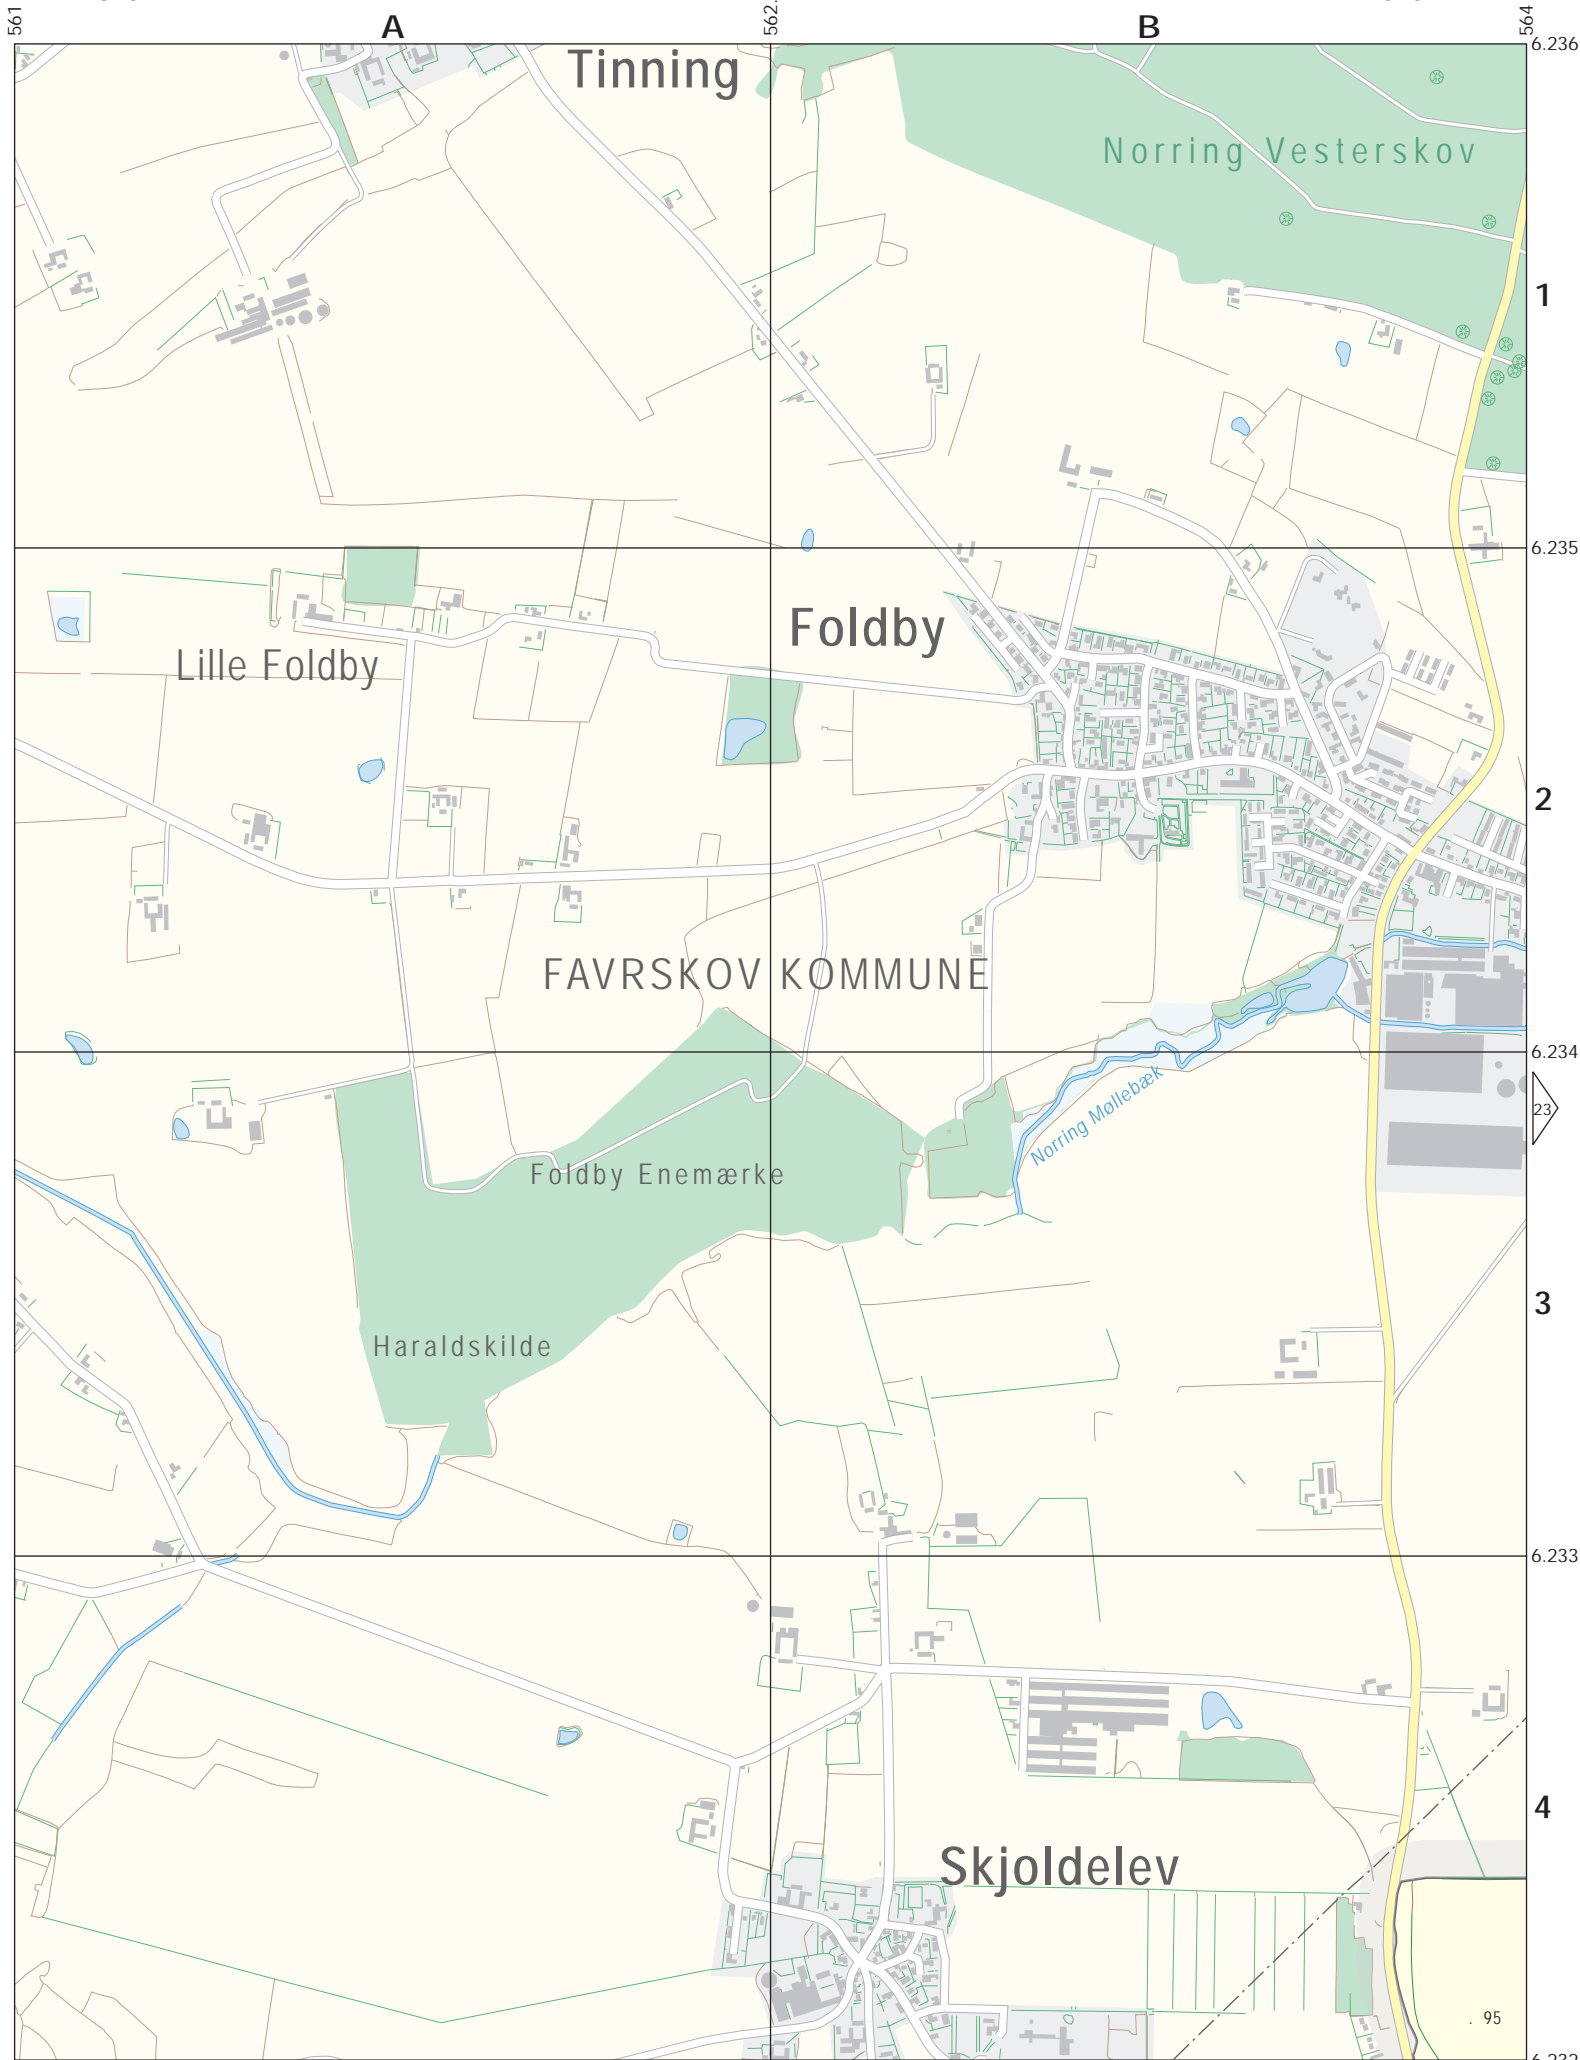 561
562.
564
A
B
6.236
Tinning
Norring Vesterskov
1
6.235
Foldby
Lille Foldby
2
FAVRSKOV KOMMUNE
6.234
Norring Møllebæk
23
Foldby Enemærke
3
Haraldskilde
6.233
4
Skjoldelev
. 95